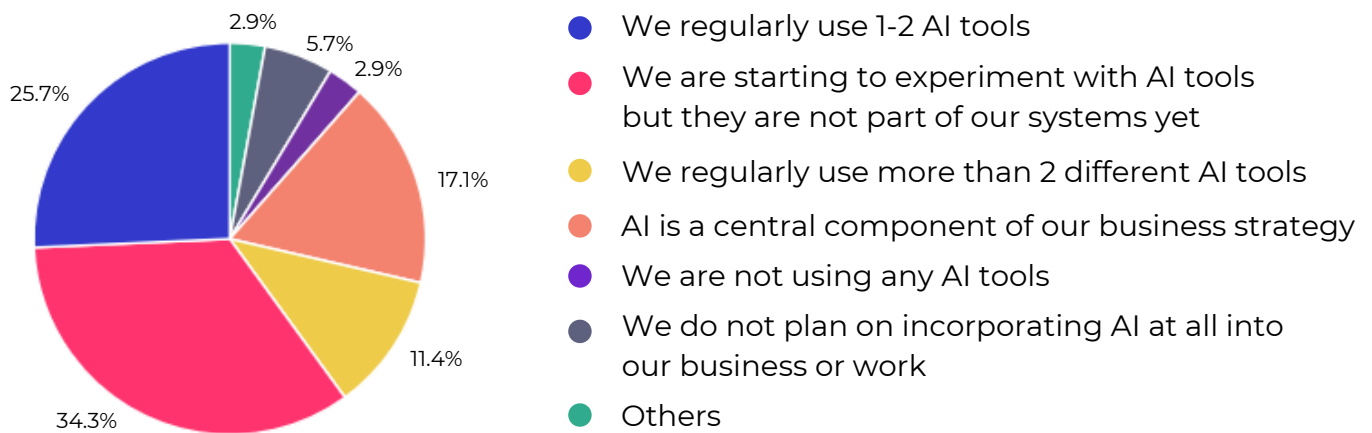 2.9%
5.7%
2.9%
25.7%
17.1%
11.4%
34.3%
We regularly use 1-2 AI tools
We are starting to experiment with AI tools
but they are not part of our systems yet
We regularly use more than 2 different AI tools
AI is a central component of our business strategy
We are not using any AI tools
We do not plan on incorporating AI at all into
our business or work
Others